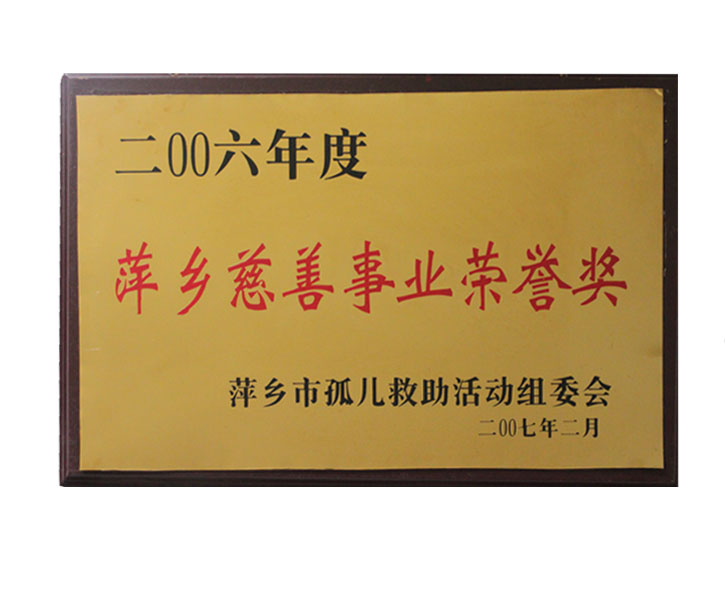 二00六年度
萍乡慈善事业荣誉奖
萍乡市孤儿救助活动组委会
二00七年二月